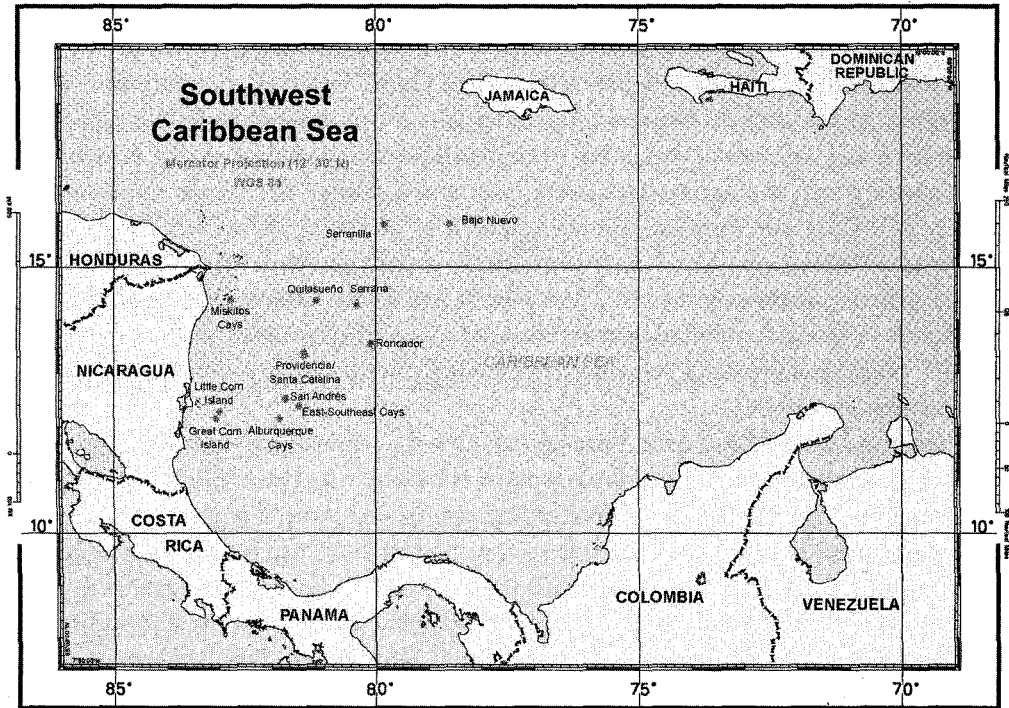 85° 80° 75° 70°
DOMINICAN
REPUBLIC
HAITI
JAMAICA
Southwest
Caribbean Sea
Mercator Projection (12° 30' N)
WGS 84
Bajo Nuevo
Serranilla
15° 15°
HONDURAS
Quitasueño Serrana
Miskitos
Cays
Roncador
CARIBBEAN SEA
Providencia/
Santa Catalina
NICARAGUA
Little Corn
Island
San Andrés
East-Southeast Cays
Great Corn
Island
Alburquerque
Cays
COSTA
RICA
10° 10°
PANAMA
COLOMBIA
VENEZUELA
85° 80° 75° 70°